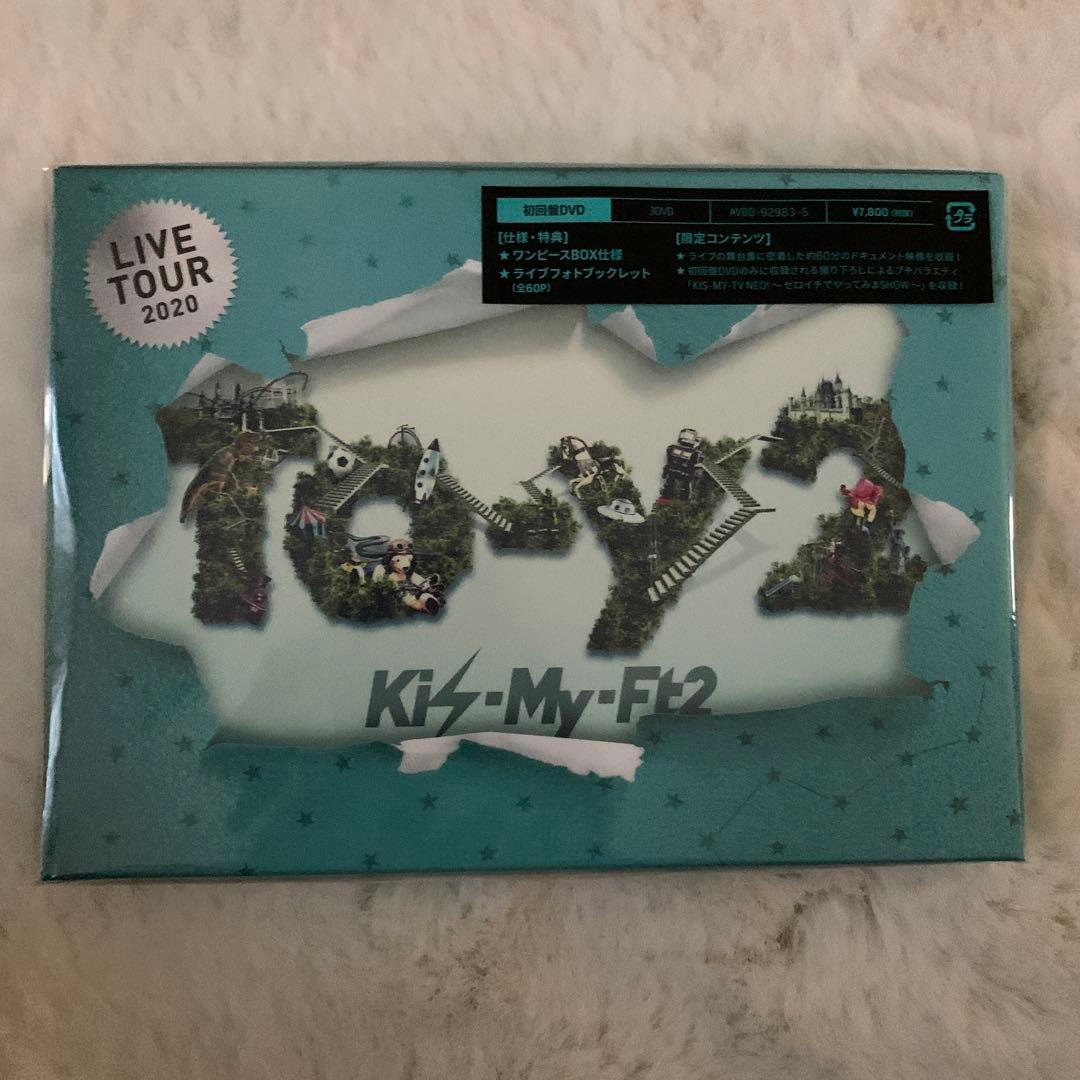 LIVE
TOUR
2020
初回盤DVD
3DVD
AVBD-92983~5
¥7,800(税抜)
プラ
[仕様・特典]
★ワンピースBOX仕様
★ライブフォトブックレット
(全60P)
[限定コンテンツ]
★ライブの舞台裏に密着した約60分のドキュメント映像を収録!
★初回盤DVDのみに収録される撮り下ろしによるプチバラエティ
「KIS-MY-TV NEO!〜ゼロイチでやってみまSHOW〜」を収録!
To-y2
Kis-My-Ft2